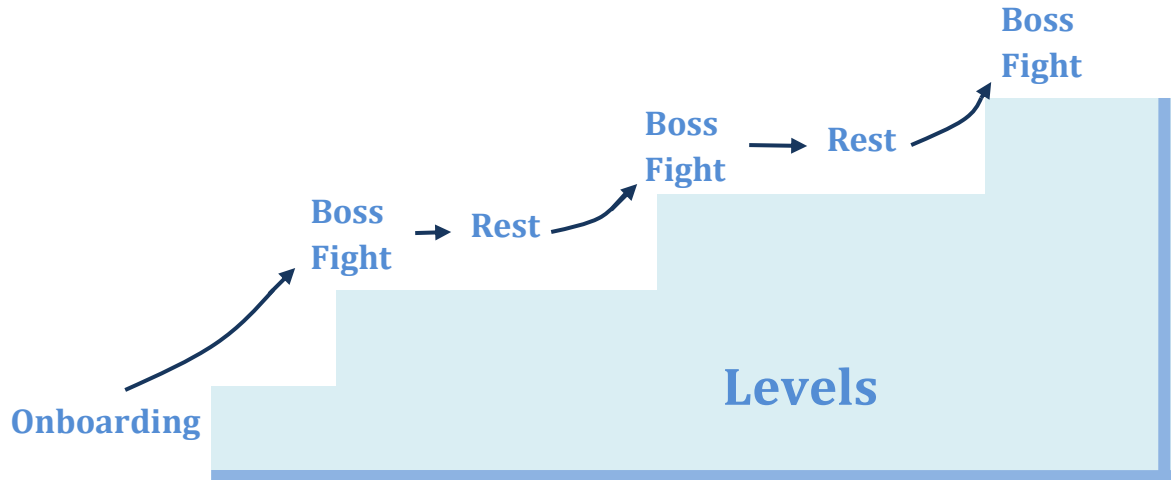 Boss
Fight
Boss
Fight
Rest
Boss
Fight
Rest
Onboarding
Levels